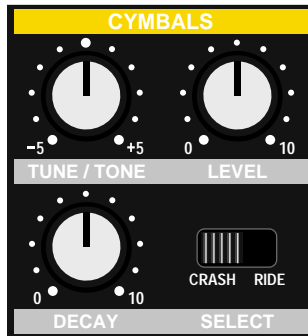 CYMBALS
-5 +5 0 10
TUNE / TONE LEVEL
CRASH RIDE
0 10
DECAY SELECT